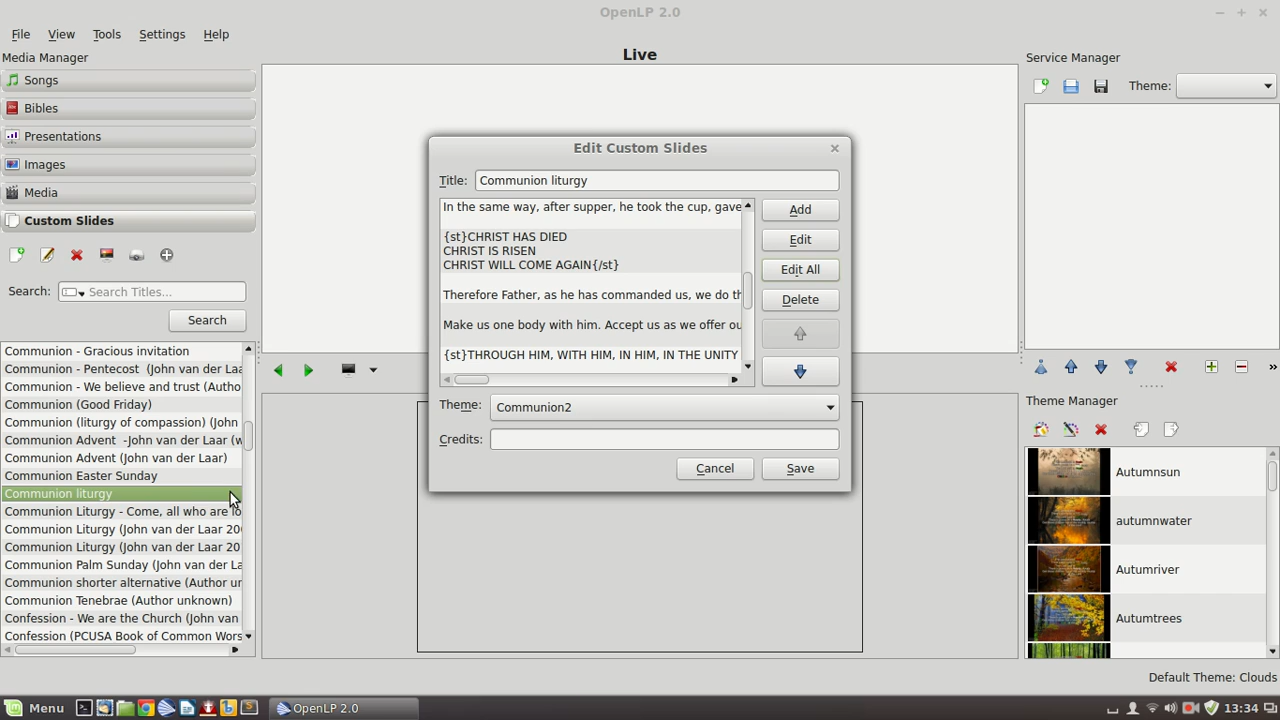 OpenLP 2.0
File View Tools Settings Help
Media Manager
Songs
Bibles
Presentations
Images
Media
Custom Slides
Search: Search Titles...
Search
Communion - Gracious invitation
Communion - Pentecost (John van der Laa
Communion - We believe and trust (Autho
Communion (Good Friday)
Communion (liturgy of compassion) (John
Communion Advent -John van der Laar (w
Communion Advent (John van der Laar)
Communion Easter Sunday
Communion liturgy
Communion Liturgy - Come, all who are lo
Communion Liturgy (John van der Laar 20
Communion Liturgy (John van der Laar 20
Communion Palm Sunday (John van der La
Communion shorter alternative (Author ur
Communion Tenebrae (Author unknown)
Confession - We are the Church (John van
Confession (PCUSA Book of Common Wors
Live
Edit Custom Slides
Title: Communion liturgy
In the same way, after supper, he took the cup, gave
{st}CHRIST HAS DIED
CHRIST IS RISEN
CHRIST WILL COME AGAIN{/st}
Therefore Father, as he has commanded us, we do th
Make us one body with him. Accept us as we offer ou
{st}THROUGH HIM, WITH HIM, IN HIM, IN THE UNITY
Add
Edit
Edit All
Delete
Theme: Communion2
Credits:
Cancel Save
Service Manager
Theme:
»
Theme Manager
Autumnsun
autumnwater
Autumriver
Autumtrees
Default Theme: Clouds
Menu OpenLP 2.0 13:34